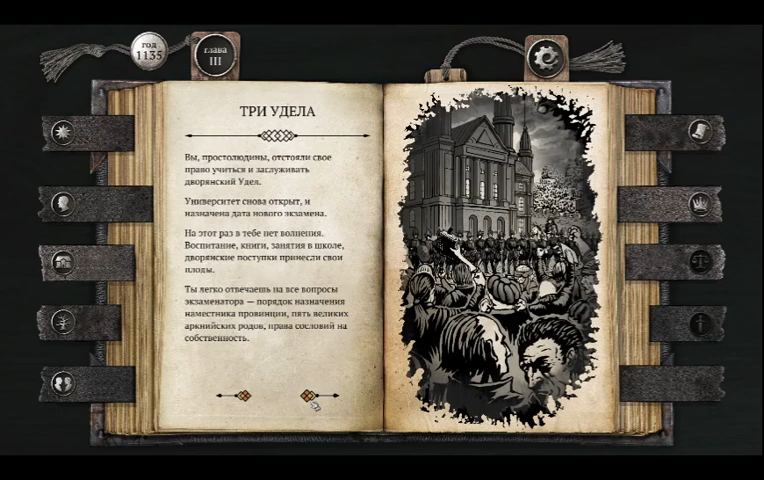 год
1135
глава
III
ТРИ УДЕЛА
Вы, простолюдины, отстояли свое
право учиться и заслуживать
дворянский Удел.
Университет снова открыт, и
назначена дата нового экзамена.
На этот раз в тебе нет волнения.
Воспитание, книги, занятия в школе,
дворянские поступки принесли свои
плоды.
Ты легко отвечаешь на все вопросы
экзаменатора — порядок назначения
наместника провинции, пять великих
аркнийских родов, права сословий на
собственность.